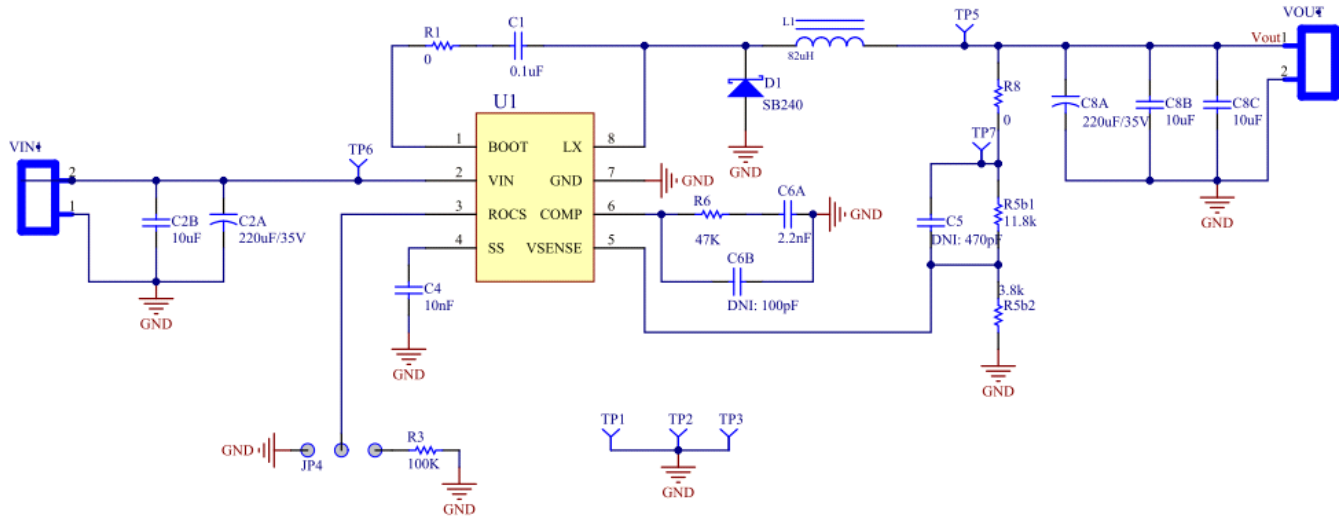 TP5
VOUT
L1
82uH
R1
0
C1
0.1uF
Vout
1
2
D1
SB240
GND
R8
0
TP7
C8A
220uF/35V
C8B
10uF
C8C
10uF
GND
U1
1 BOOT LX 8
2 VIN GND 7 GND
3 ROCS COMP 6
4 SS VSENSE 5
VIN
2
1
TP6
C2B
10uF
C2A
220uF/35V
GND
C4
10nF
GND
R6
47K
C6A
2.2nF
GND
C6B
DNI: 100pF
C5
DNI: 470pF
R5b1
11.8k
3.8k
R5b2
GND
GND
JP4
R3
100K
GND
TP1
TP2
TP3
GND